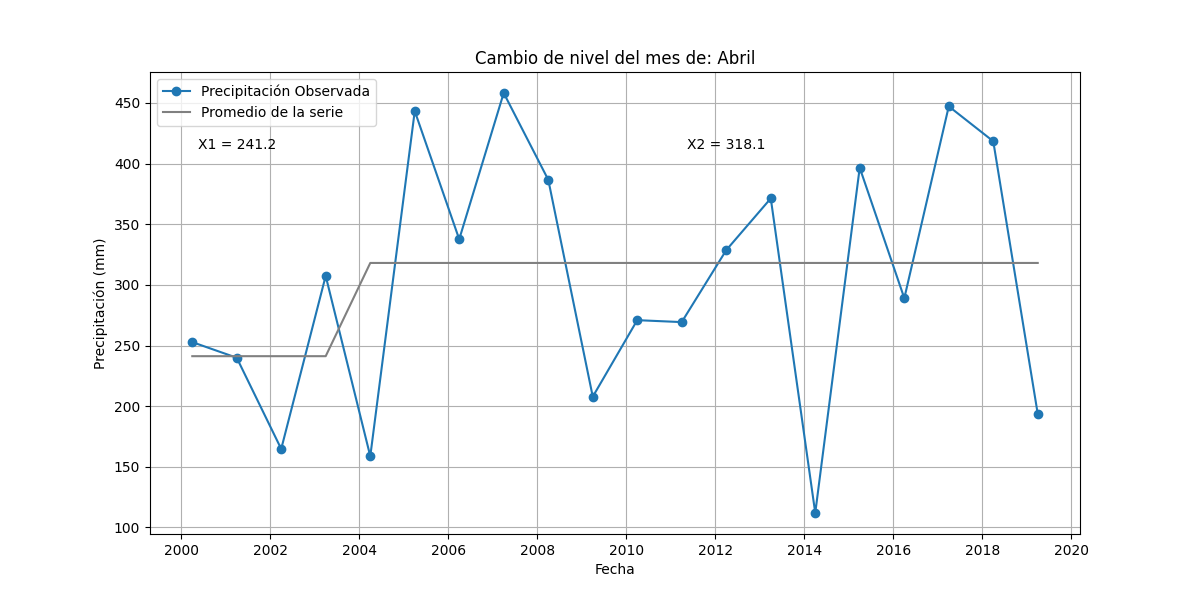 Cambio de nivel del mes de: Abril
Precipitación Observada
Promedio de la serie
X1 = 241.2
X2 = 318.1
Precipitación (mm)
450
400
350
300
250
200
150
100
2000 2002 2004 2006 2008 2010 2012 2014 2016 2018 2020
Fecha